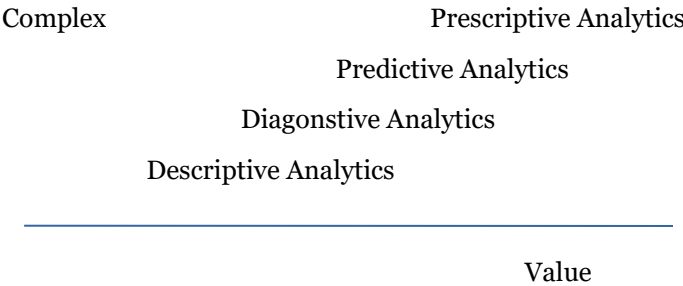 Complex Prescriptive Analytics
Predictive Analytics
Diagonstive Analytics
Descriptive Analytics
Value